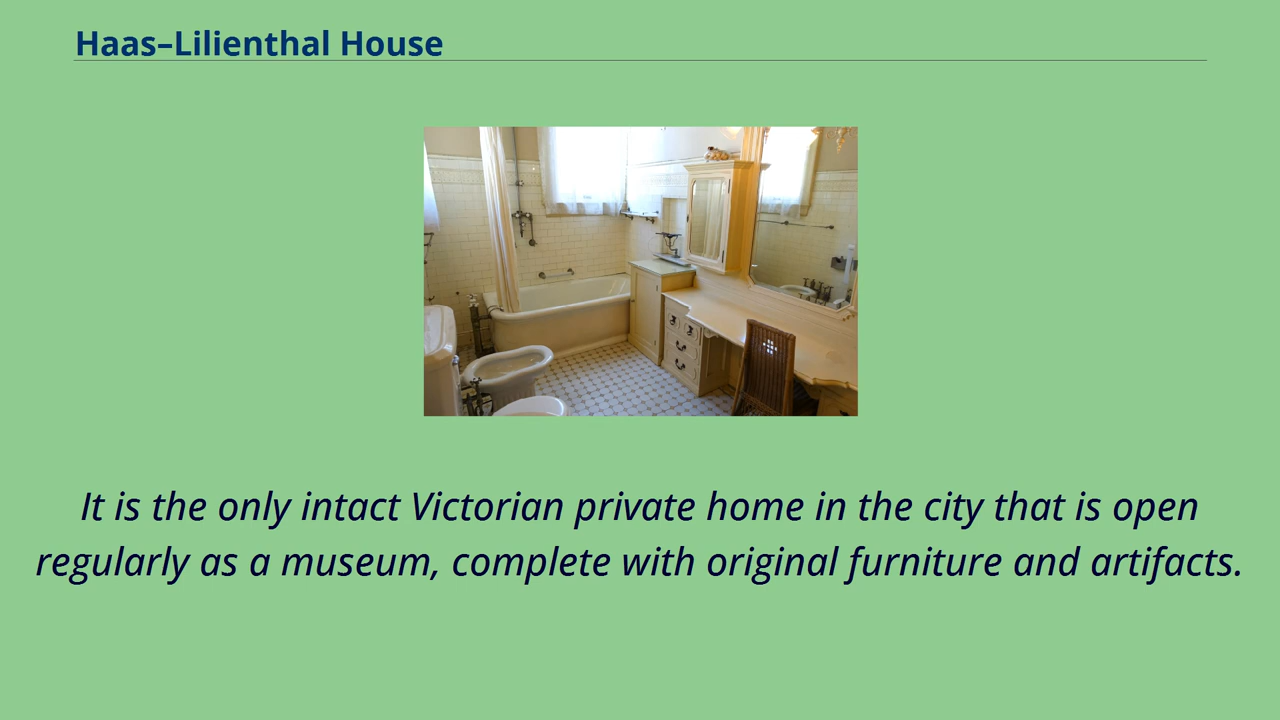 Haas–Lilienthal House
It is the only intact Victorian private home in the city that is open
regularly as a museum, complete with original furniture and artifacts.